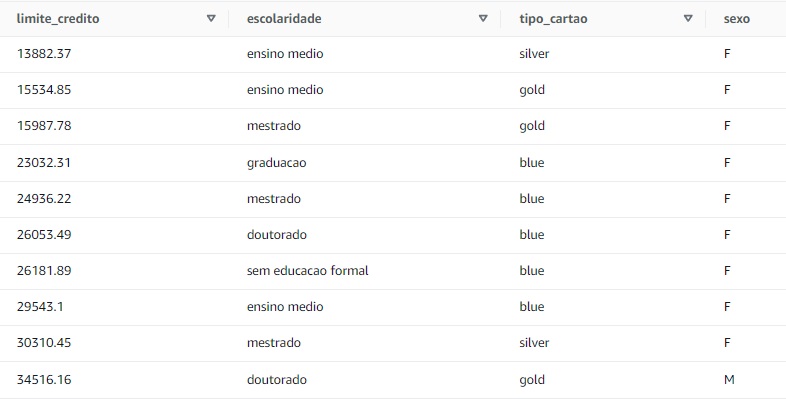 limite_credito escolaridade tipo_cartao sexo
13882.37 ensino medio silver F
15534.85 ensino medio gold F
15987.78 mestrado gold F
23032.31 graduacao blue F
24936.22 mestrado blue F
26053.49 doutorado blue F
26181.89 sem educacao formal blue F
29543.1 ensino medio blue F
30310.45 mestrado silver F
34516.16 doutorado gold M